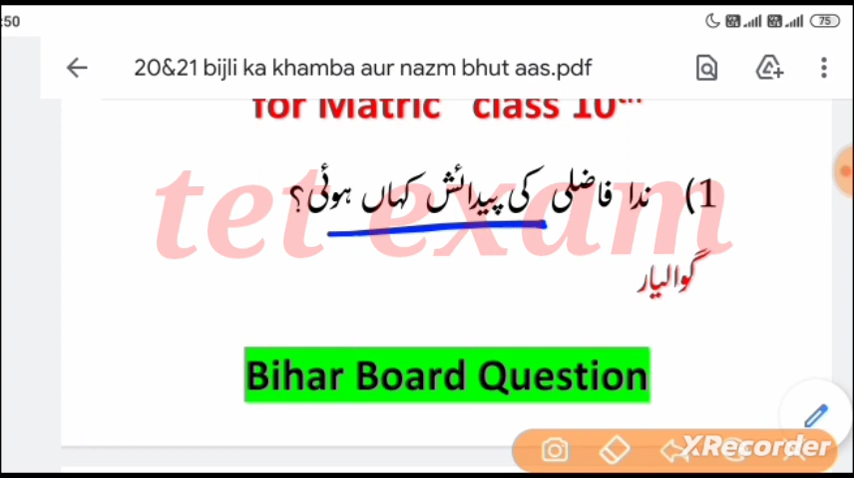 :50
75
20&21 bijli ka khamba aur nazm bhut aas.pdf
for Matric class 10th
1) ندا فاضلی کی پیدائش کہاں ہوئی؟
tet exam
گوالیار
Bihar Board Question
XRecorder